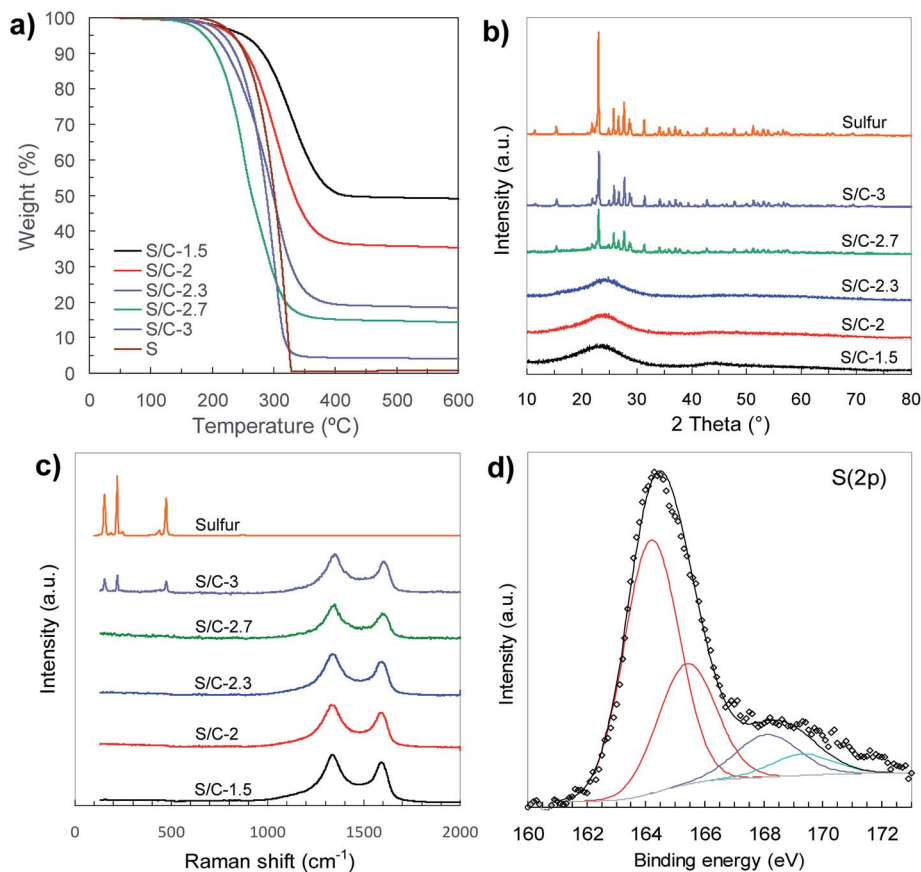 a)
100
90
80
70
60
50
40
30
20
10
0
Weight (%)
S/C-1.5
S/C-2
S/C-2.3
S/C-2.7
S/C-3
S
0 100 200 300 400 500 600
Temperature (ºC)
b)
Intensity (a.u.)
Sulfur
S/C-3
S/C-2.7
S/C-2.3
S/C-2
S/C-1.5
10 20 30 40 50 60 70 80
2 Theta (°)
c)
Intensity (a.u.)
Sulfur
S/C-3
S/C-2.7
S/C-2.3
S/C-2
S/C-1.5
0 500 1000 1500 2000
Raman shift (cm⁻¹)
d)
S(2p)
Intensity (a.u.)
160 162 164 166 168 170 172
Binding energy (eV)